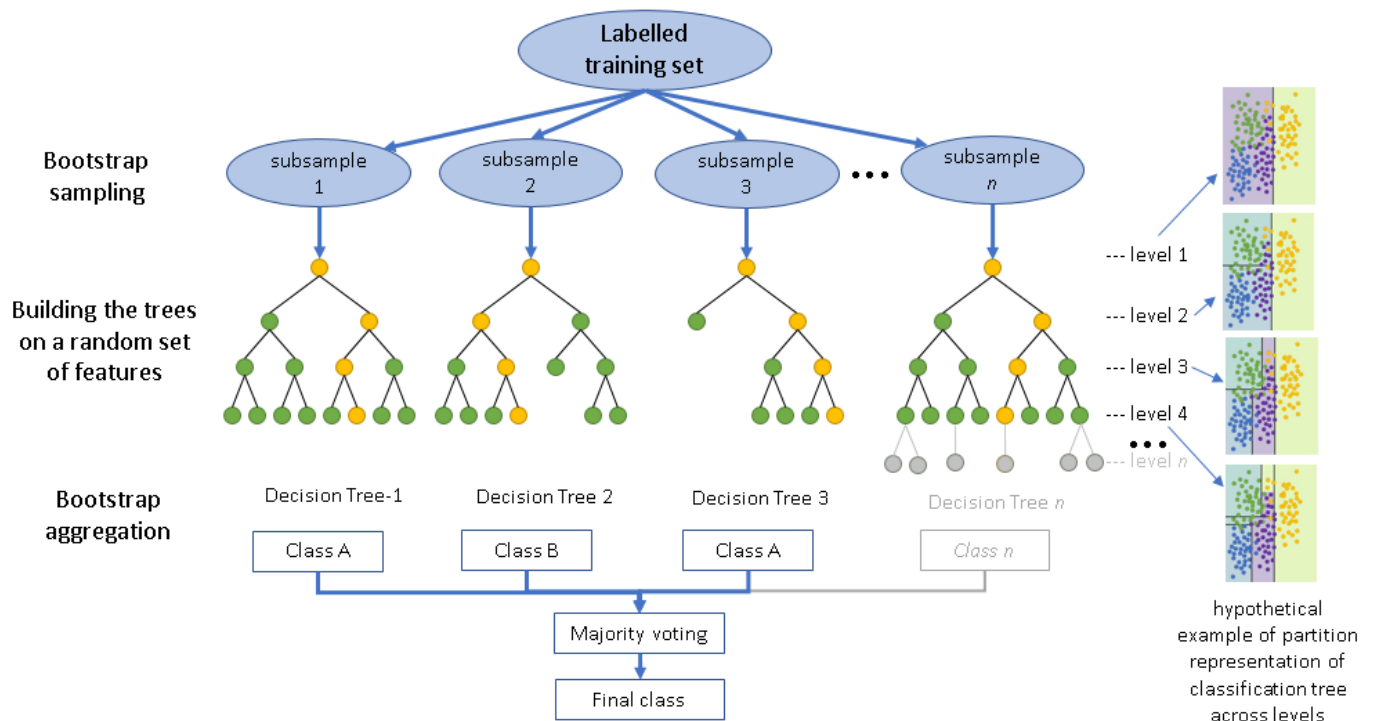 Labelled
training set
Bootstrap
sampling
subsample
1
subsample
2
subsample
3
•••
subsample
n
--- level 1
Building the trees
on a random set
of features
--- level 2
--- level 3
--- level 4
•••
--- level n
Bootstrap
aggregation
Decision Tree-1
Decision Tree 2
Decision Tree 3
Decision Tree n
Class A
Class B
Class A
Class n
Majority voting
Final class
hypothetical
example of partition
representation of
classification tree
across levels